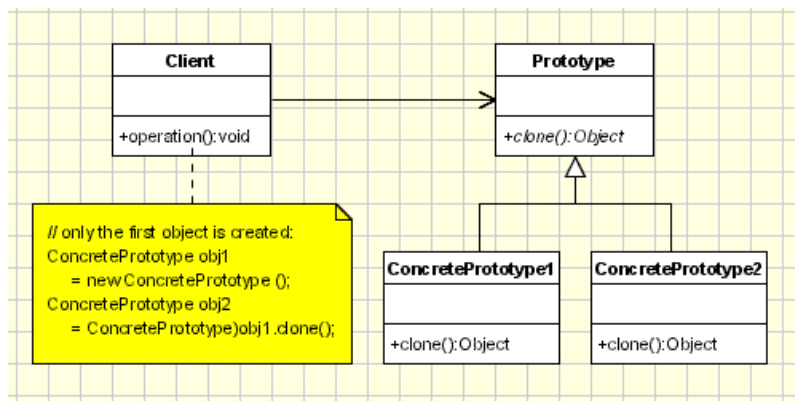 Client
+operation():void
Prototype
+clone():Object
// only the first object is created:
ConcretePrototype obj1
= new ConcretePrototype ();
ConcretePrototype obj2
= ConcretePrototype)obj1.clone();
ConcretePrototype1
+clone():Object
ConcretePrototype2
+clone():Object